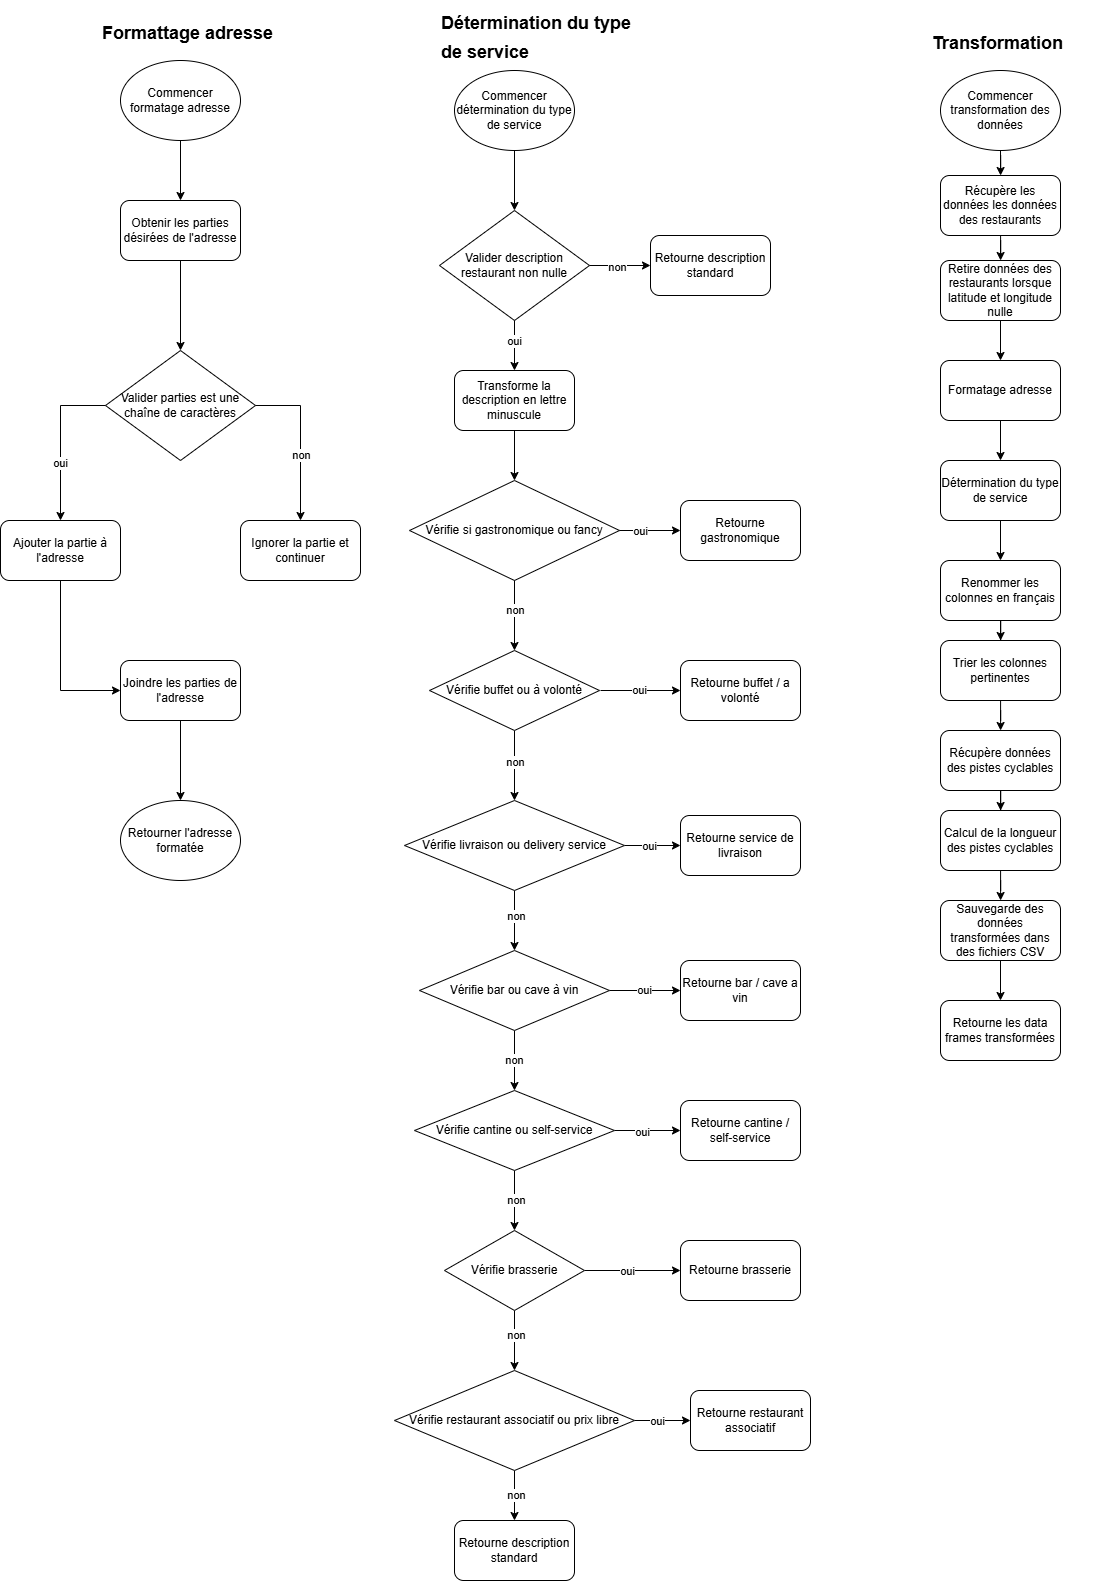 Formattage adresse
Commencer
formatage adresse
Obtenir les parties
désirées de l'adresse
Valider parties est une
chaîne de caractères
oui
non
Ajouter la partie à
l'adresse
Ignorer la partie et
continuer
Joindre les parties de
l'adresse
Retourner l'adresse
formatée
Détermination du type
de service
Commencer
détermination du type
de service
Valider description
restaurant non nulle
non
Retourne description
standard
oui
Transforme la
description en lettre
minuscule
Vérifie si gastronomique ou fancy
oui
Retourne
gastronomique
non
Vérifie buffet ou à volonté
oui
Retourne buffet / a
volonté
non
Vérifie livraison ou delivery service
oui
Retourne service de
livraison
non
Vérifie bar ou cave à vin
oui
Retourne bar / cave a
vin
non
Vérifie cantine ou self-service
oui
Retourne cantine /
self-service
non
Vérifie brasserie
oui
Retourne brasserie
non
Vérifie restaurant associatif ou prix libre
oui
Retourne restaurant
associatif
non
Retourne description
standard
Transformation
Commencer
transformation des
données
Récupère les
données les données
des restaurants
Retire données des
restaurants lorsque
latitude et longitude
nulle
Formatage adresse
Détermination du type
de service
Renommer les
colonnes en français
Trier les colonnes
pertinentes
Récupère données
des pistes cyclables
Calcul de la longueur
des pistes cyclables
Sauvegarde des
données
transformées dans
des fichiers CSV
Retourne les data
frames transformées